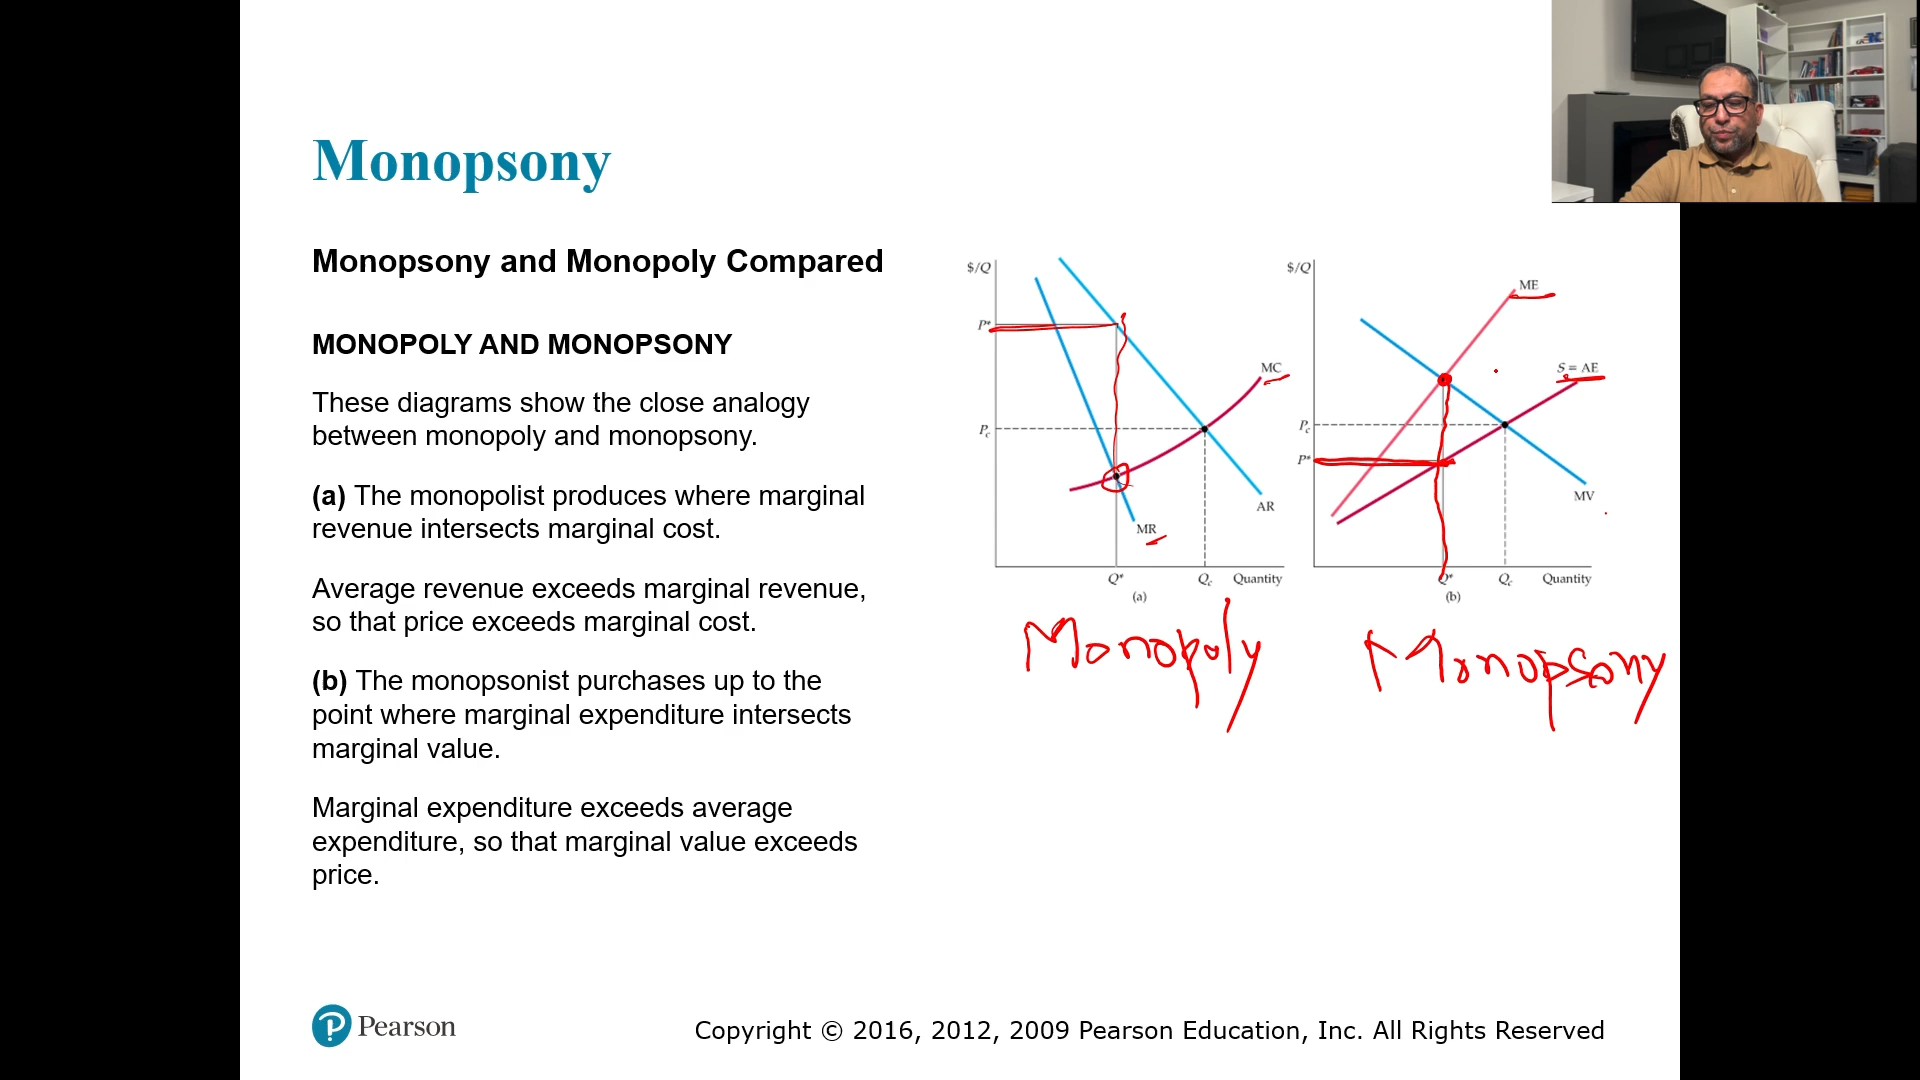 Monopsony
Monopsony and Monopoly Compared
MONOPOLY AND MONOPSONY
These diagrams show the close analogy
between monopoly and monopsony.
(a) The monopolist produces where marginal
revenue intersects marginal cost.
Average revenue exceeds marginal revenue,
so that price exceeds marginal cost.
(b) The monopsonist purchases up to the
point where marginal expenditure intersects
marginal value.
Marginal expenditure exceeds average
expenditure, so that marginal value exceeds
price.
$/Q
P*
MC
Pc
AR
MR
Q*
Qc
Quantity
(a)
Monopoly
$/Q
ME
S = AE
Pc
P*
MV
Q*
Qc
Quantity
(b)
Monopsony
Pearson
Copyright © 2016, 2012, 2009 Pearson Education, Inc. All Rights Reserved